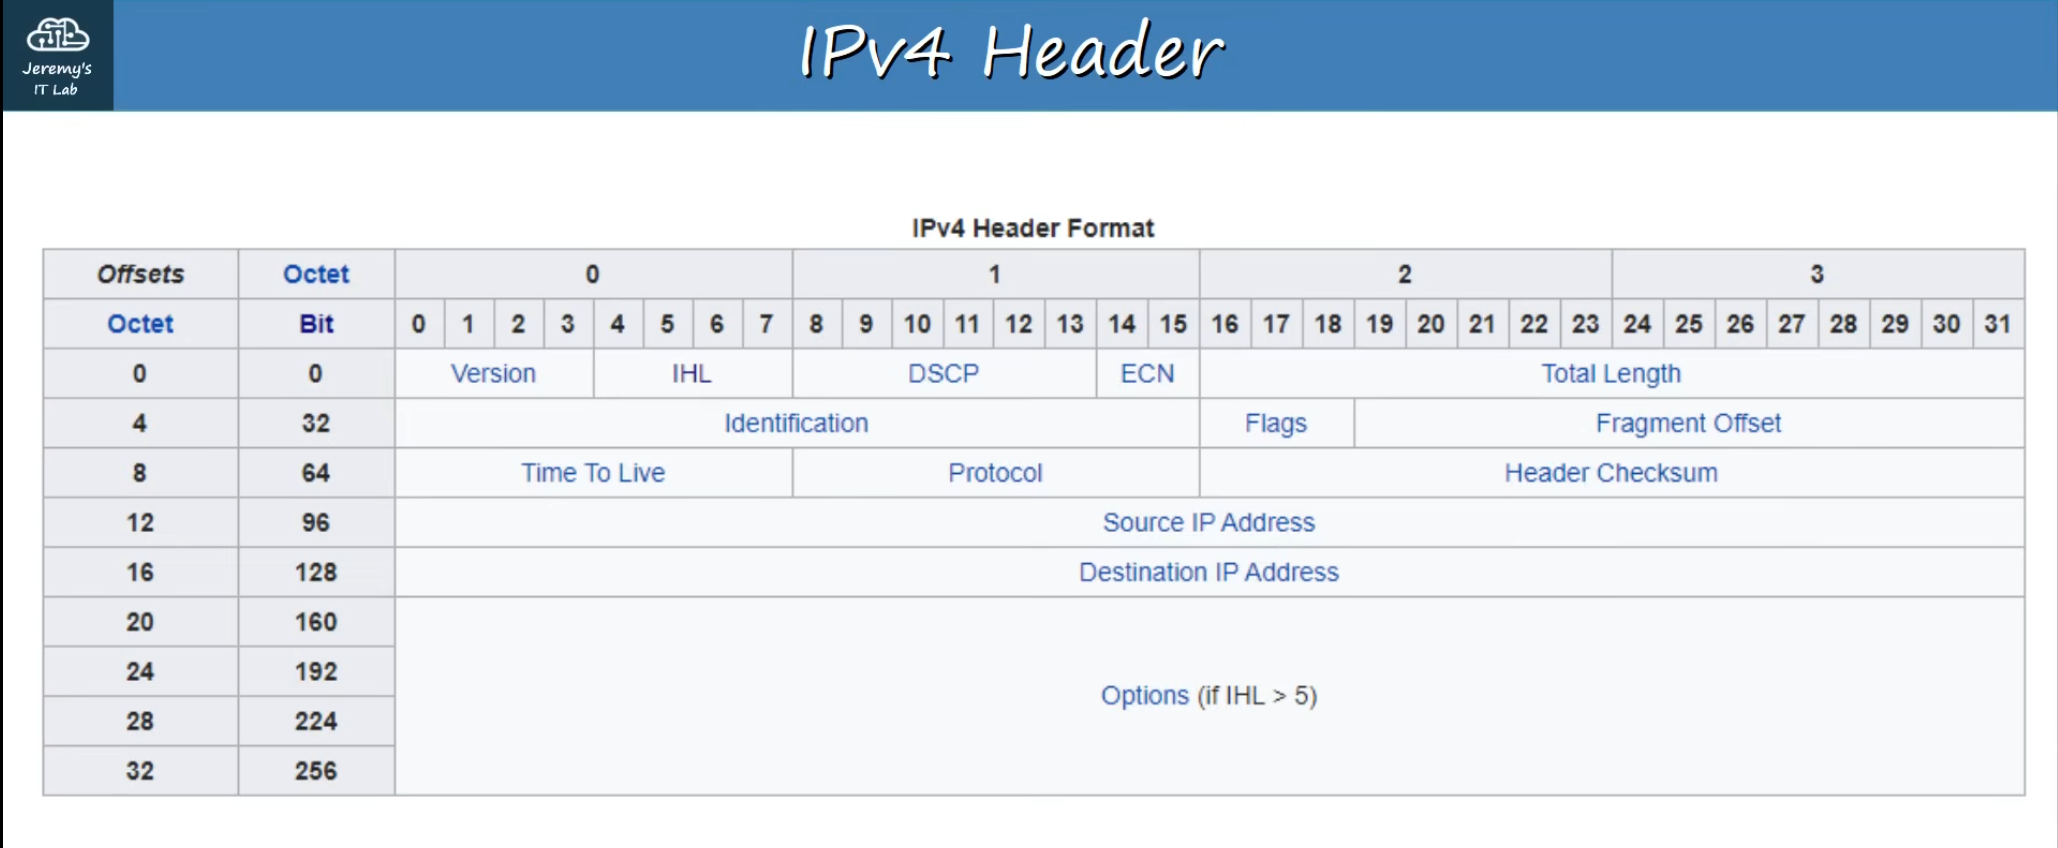 Jeremy's
IT Lab
IPv4 Header
IPv4 Header Format
Offsets Octet 0 1 2 3
Octet Bit 0 1 2 3 4 5 6 7 8 9 10 11 12 13 14 15 16 17 18 19 20 21 22 23 24 25 26 27 28 29 30 31
0 0 Version IHL DSCP ECN Total Length
4 32 Identification Flags Fragment Offset
8 64 Time To Live Protocol Header Checksum
12 96 Source IP Address
16 128 Destination IP Address
20 160
24 192
Options (if IHL > 5)
28 224
32 256